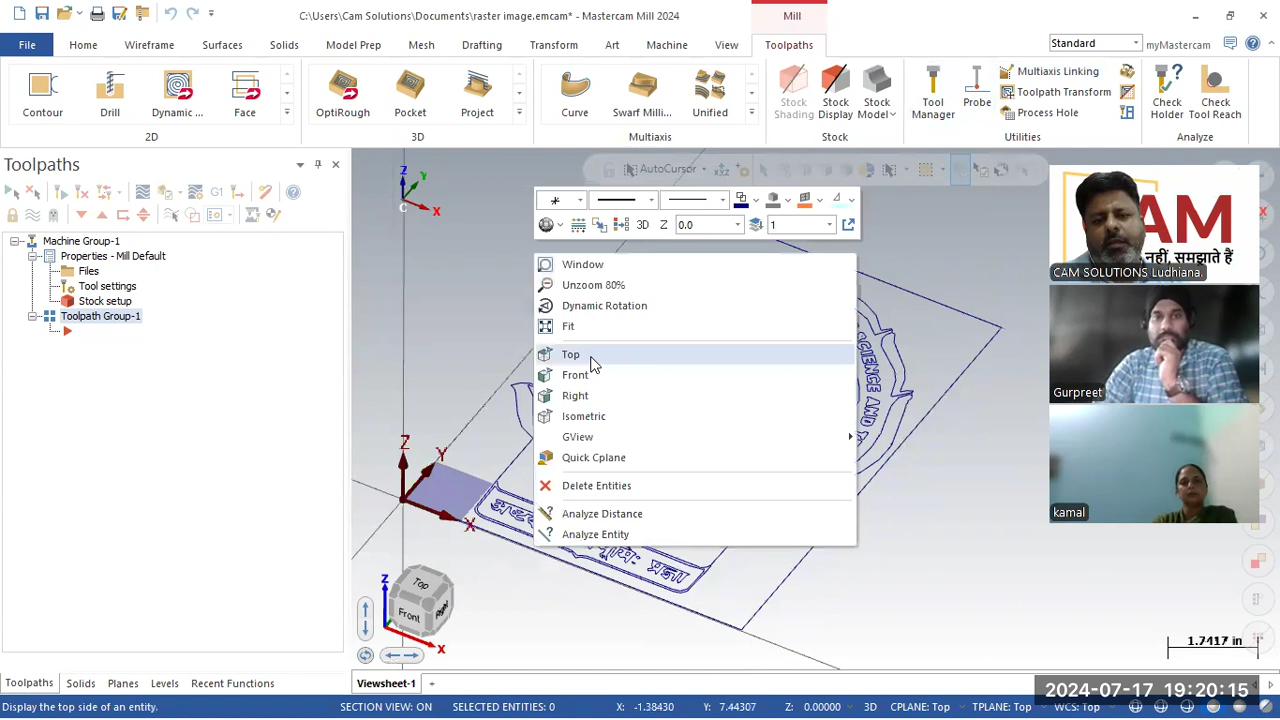 C:\Users\Cam Solutions\Documents\raster image.emcam* - Mastercam Mill 2024
Mill
File
Home
Wireframe
Surfaces
Solids
Model Prep
Mesh
Drafting
Transform
Art
Machine
View
Toolpaths
Standard
myMastercam
Contour
Drill
Dynamic ...
Face
2D
OptiRough
Pocket
Project
3D
Curve
Swarf Milli...
Unified
Multiaxis
Stock Shading
Stock Display
Stock Model
Stock
Tool Manager
Probe
Multiaxis Linking
Toolpath Transform
Process Hole
Utilities
Check Holder
Check Tool Reach
Analyze
Toolpaths
G1
Machine Group-1
Properties - Mill Default
Files
Tool settings
Stock setup
Toolpath Group-1
AutoCursor
3D
Z
0.0
1
Window
Unzoom 80%
Dynamic Rotation
Fit
Top
Front
Right
Isometric
GView
Quick Cplane
Delete Entities
Analyze Distance
Analyze Entity
Z
Y
X
C
Z
Y
X
SCIENCE AND
Top
Front
Right
Z
X
AM
नहीं, समझाते हैं
CAM SOLUTIONS Ludhiana.
Gurpreet
kamal
1.7417 in
Toolpaths
Solids
Planes
Levels
Recent Functions
Viewsheet-1
2024-07-17 19:20:15
Display the top side of an entity.
SECTION VIEW: ON
SELECTED ENTITIES: 0
X: -1.38430
Y: 7.44307
Z: 0.00000
3D
CPLANE: Top
TPLANE: Top
WCS: Top